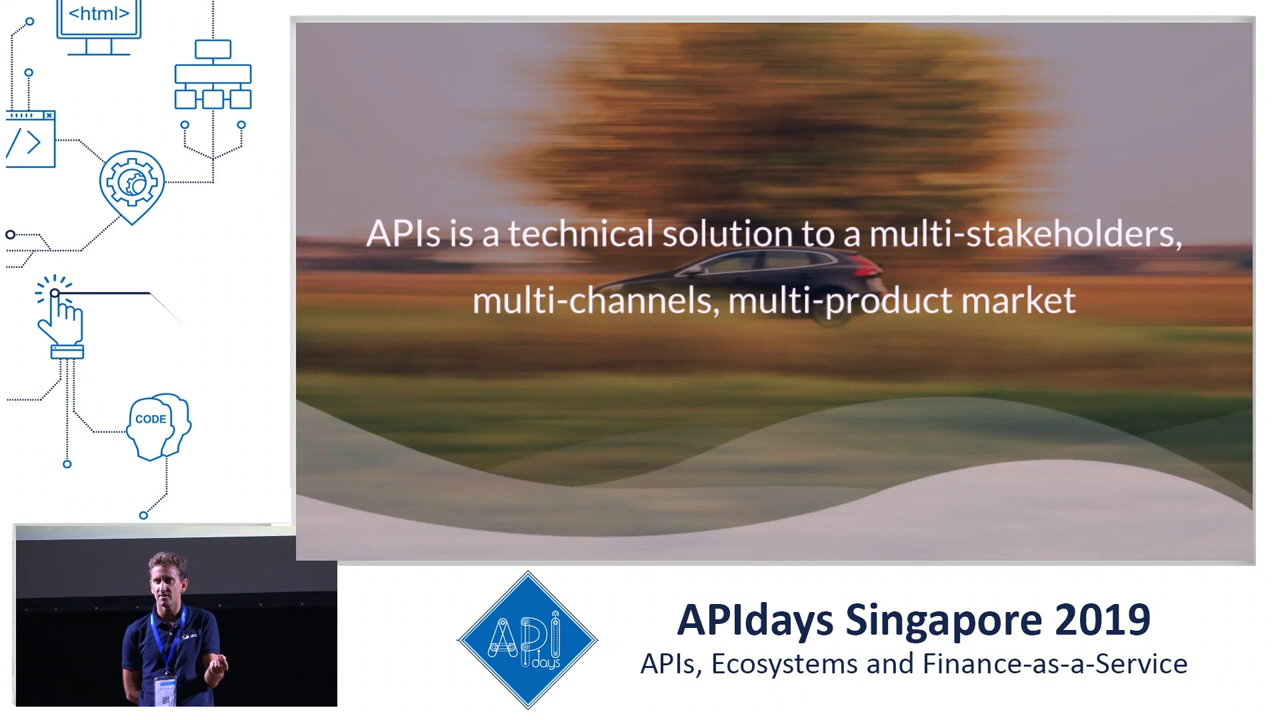 <html>
APIs is a technical solution to a multi-stakeholders,
multi-channels, multi-product market
</>
CODE
API
days
APIdays Singapore 2019
APIs, Ecosystems and Finance-as-a-Service